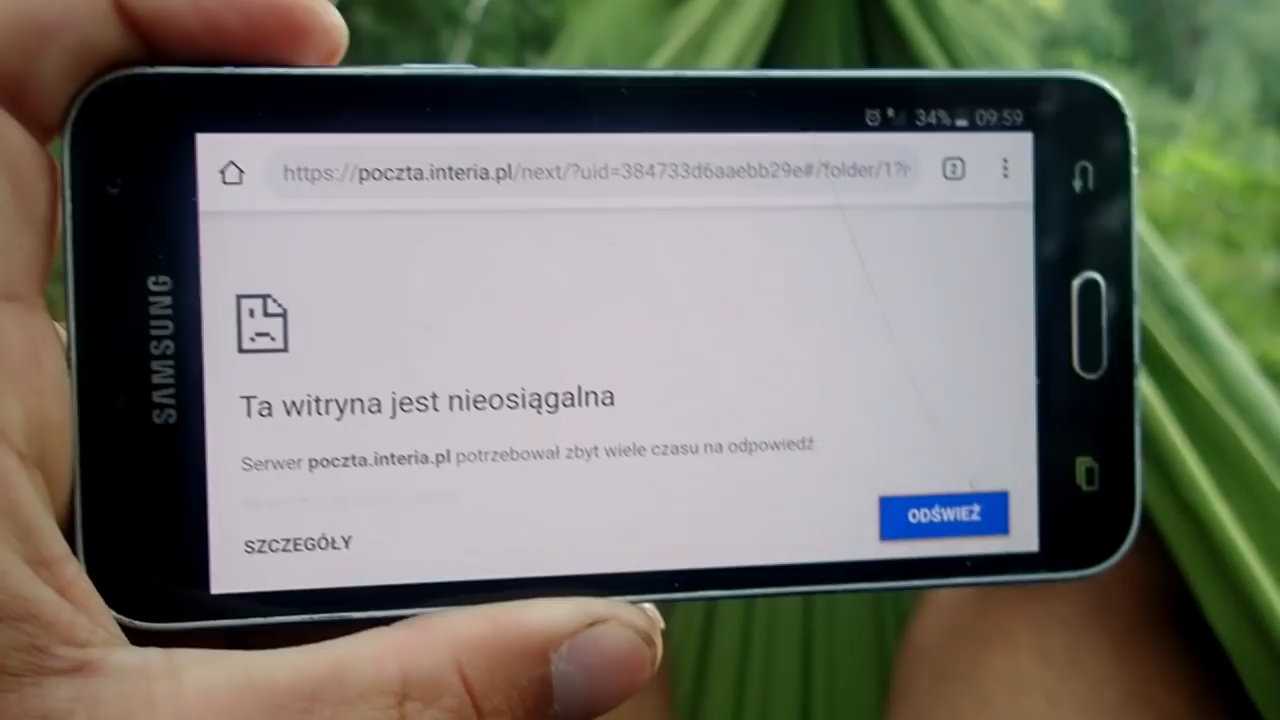 34% 09:59
https://poczta.interia.pl/next/?uid=384733d6aaebb29e#/folder/1?r
2
SAMSUNG
Ta witryna jest nieosiągalna
Serwer poczta.interia.pl potrzebował zbyt wiele czasu na odpowiedź
ODŚWIEŻ
SZCZEGÓŁY